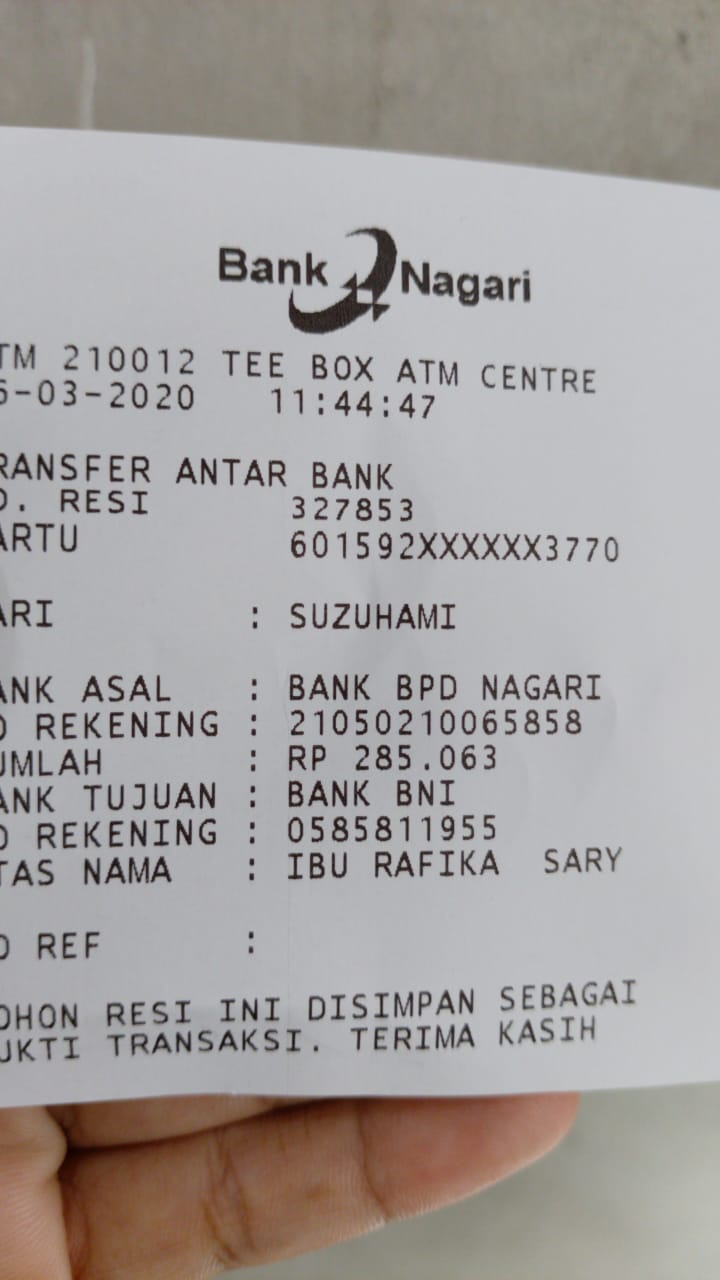 Bank Nagari
TM 210012 TEE BOX ATM CENTRE
6-03-2020 11:44:47
RANSFER ANTAR BANK
O. RESI 327853
ARTU 601592XXXXXX3770
ARI : SUZUHAMI
ANK ASAL : BANK BPD NAGARI
O REKENING : 21050210065858
UMLAH : RP 285.063
ANK TUJUAN : BANK BNI
O REKENING : 0585811955
TAS NAMA : IBU RAFIKA SARY
O REF :
OHON RESI INI DISIMPAN SEBAGAI
UKTI TRANSAKSI. TERIMA KASIH